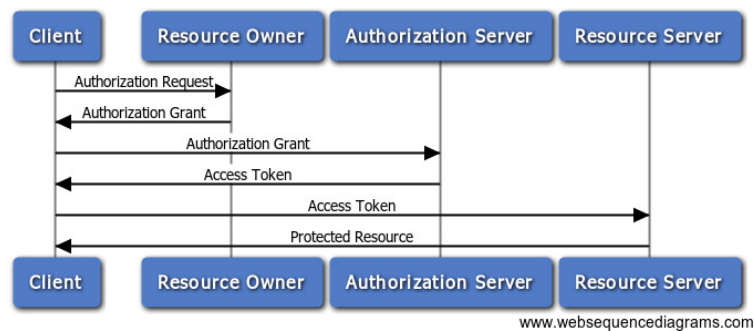 Client
Resource Owner
Authorization Server
Resource Server
Authorization Request
Authorization Grant
Authorization Grant
Access Token
Access Token
Protected Resource
Client
Resource Owner
Authorization Server
Resource Server
www.websequencediagrams.com